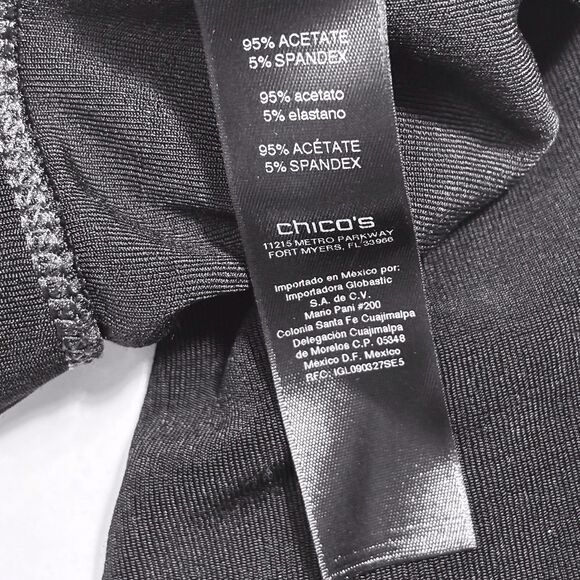 95% ACETATE
5% SPANDEX
95% acetato
5% elastano
95% ACÉTATE
5% SPANDEX
chico's
11215 METRO PARKWAY
FORT MYERS, FL 33966
Importado en México por:
Importadora Globastic
S.A. de C.V.
Mario Pani #200
Colonia Santa Fe Cuajimalpa
Delegación Cuajimalpa
de Morelos C.P. 05348
México D.F. Mexico
RFC: IGL090327SE5